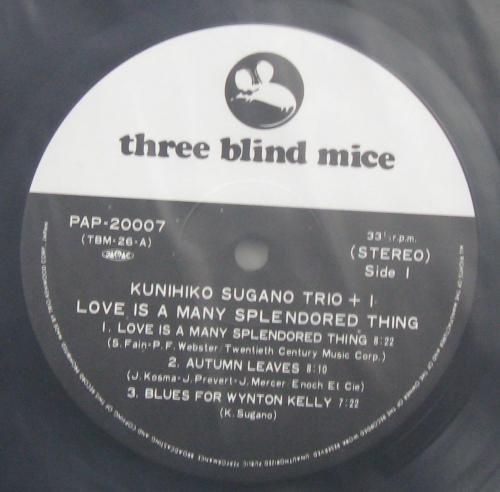 three blind mice
PAP-20007
(TBM-26-A)
33⅓ r.p.m.
(STEREO)
Side 1
KUNIHIKO SUGANO TRIO + 1
LOVE IS A MANY SPLENDORED THING
1. LOVE IS A MANY SPLENDORED THING 8:22
(S. Fain-P. F. Webster/Twentieth Century Music Corp.)
2. AUTUMN LEAVES 8:10
(J. Kosma-J. Prevert-J. Mercer/Enoch Et Cie)
3. BLUES FOR WYNTON KELLY 7:22
(K. Sugano)